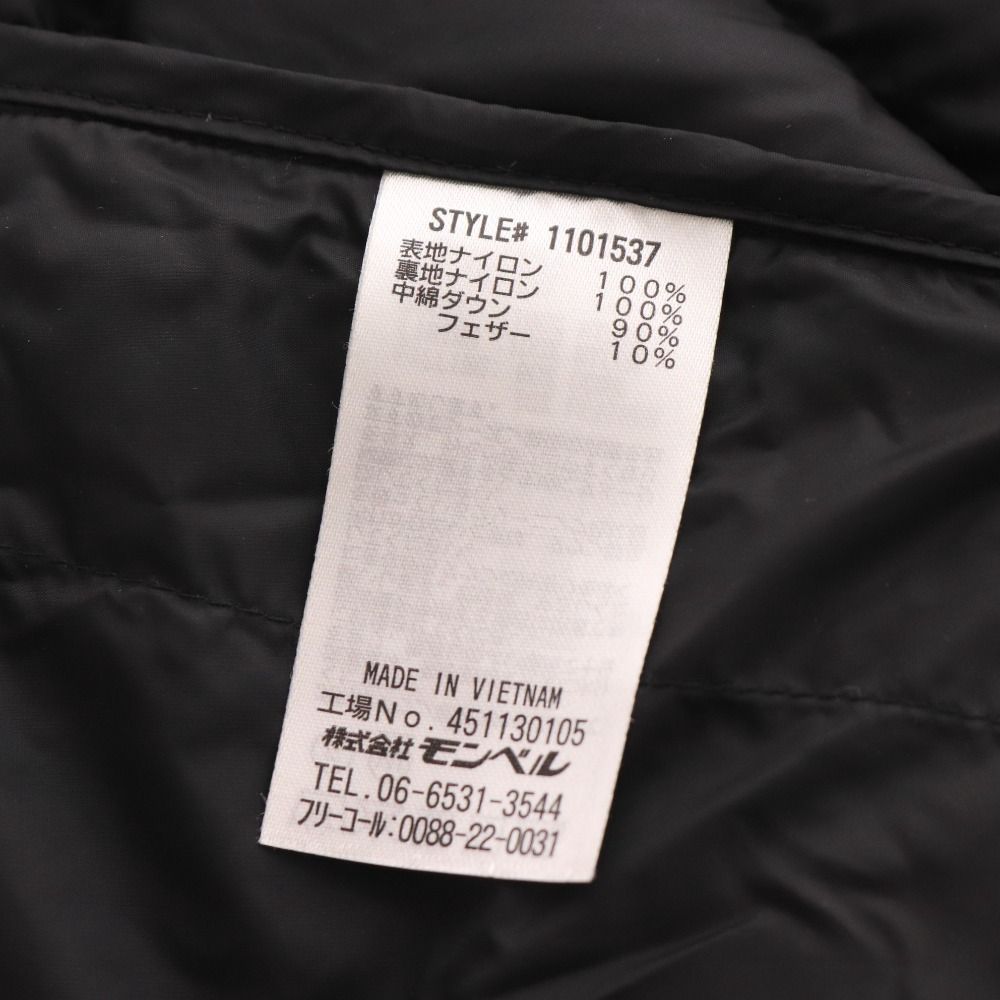 STYLE# 1101537
表地ナイロン 100%
裏地ナイロン 100%
中綿ダウン 90%
フェザー 10%
MADE IN VIETNAM
工場No. 451130105
株式会社 モンベル
TEL. 06-6531-3544
フリーコール:0088-22-0031